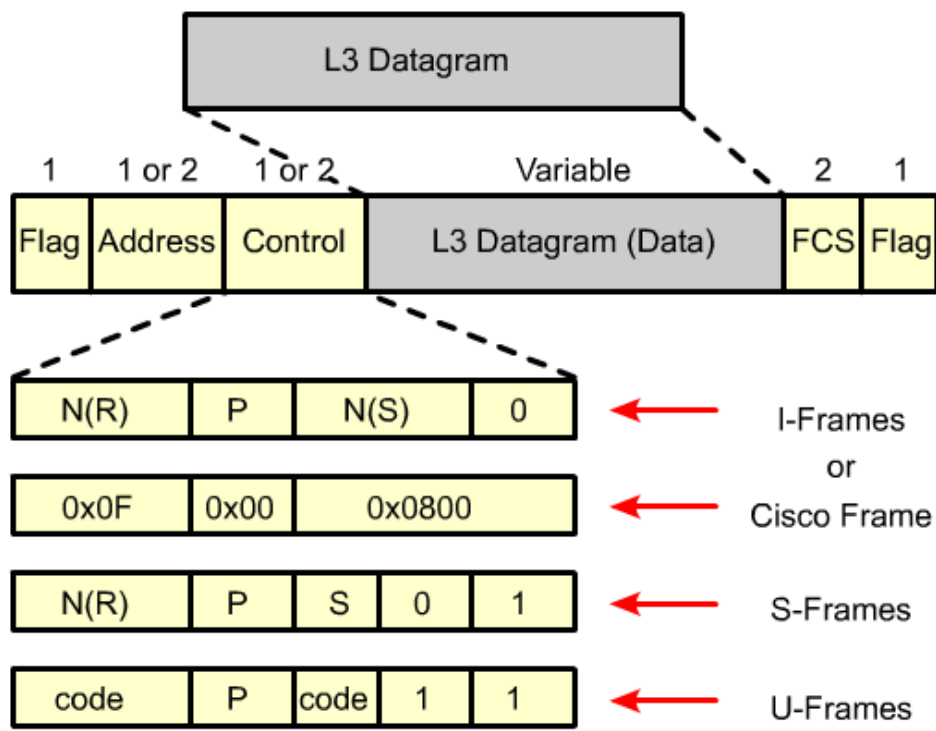 L3 Datagram
1 1 or 2 1 or 2 Variable 2 1
Flag Address Control L3 Datagram (Data) FCS Flag
N(R) P N(S) 0
I-Frames
or
0x0F 0x00 0x0800
Cisco Frame
N(R) P S 0 1 S-Frames
code P code 1 1 U-Frames